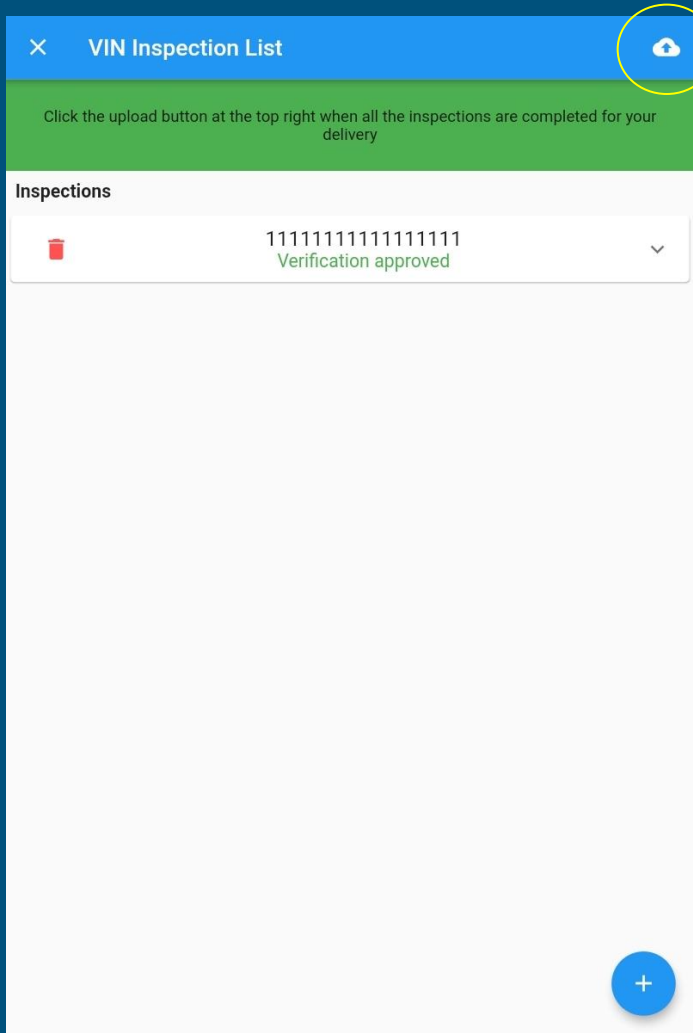 VIN Inspection List
Click the upload button at the top right when all the inspections are completed for your
delivery
Inspections
11111111111111111
Verification approved